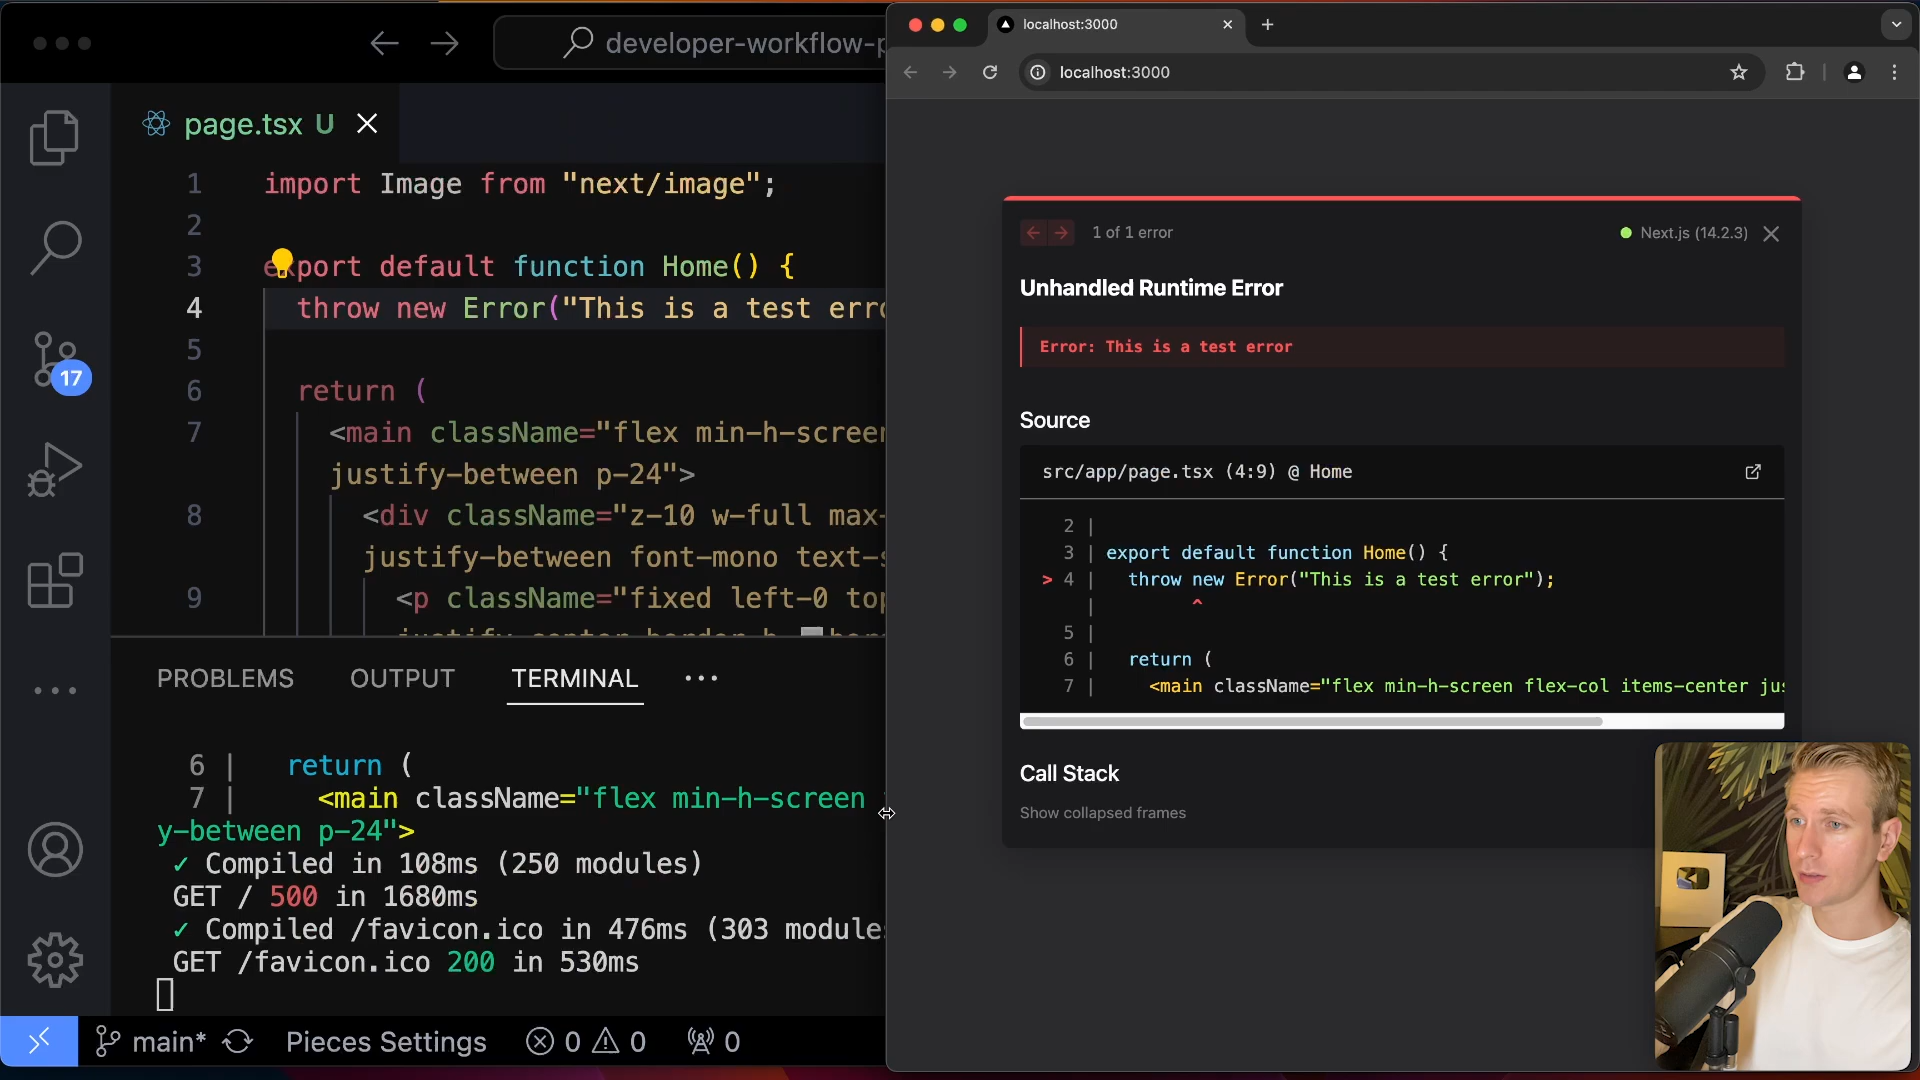 developer-workflow-p
page.tsx U
1 import Image from "next/image";
2
3 export default function Home() {
4 throw new Error("This is a test erro
5
6 return (
7 <main className="flex min-h-screen
justify-between p-24">
8 <div className="z-10 w-full max-
justify-between font-mono text-s
9 <p className="fixed left-0 top
17
PROBLEMS OUTPUT TERMINAL
6 | return (
7 | <main className="flex min-h-screen
y-between p-24">
✓ Compiled in 108ms (250 modules)
GET / 500 in 1680ms
✓ Compiled /favicon.ico in 476ms (303 module
GET /favicon.ico 200 in 530ms
main* Pieces Settings 0 0 0
localhost:3000
localhost:3000
1 of 1 error
Next.js (14.2.3)
Unhandled Runtime Error
Error: This is a test error
Source
src/app/page.tsx (4:9) @ Home
2 |
3 | export default function Home() {
> 4 | throw new Error("This is a test error");
| ^
5 |
6 | return (
7 | <main className="flex min-h-screen flex-col items-center jus
Call Stack
Show collapsed frames